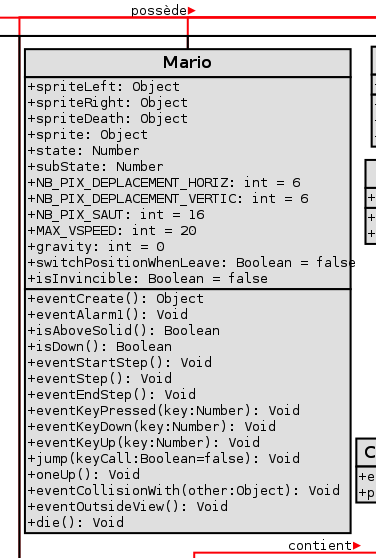 possède
Mario
+spriteLeft: Object
+spriteRight: Object
+spriteDeath: Object
+sprite: Object
+state: Number
+subState: Number
+NB_PIX_DEPLACEMENT_HORIZ: int = 6
+NB_PIX_DEPLACEMENT_VERTIC: int = 6
+NB_PIX_SAUT: int = 16
+MAX_VSPEED: int = 20
+gravity: int = 0
+switchPositionWhenLeave: Boolean = false
+isInvincible: Boolean = false
+eventCreate(): Object
+eventAlarm1(): Void
+isAboveSolid(): Boolean
+isDown(): Boolean
+eventStartStep(): Void
+eventStep(): Void
+eventEndStep(): Void
+eventKeyPressed(key:Number): Void
+eventKeyDown(key:Number): Void
+eventKeyUp(key:Number): Void
+jump(keyCall:Boolean=false): Void
+oneUp(): Void
+eventCollisionWith(other:Object): Void
+eventOutsideView(): Void
+die(): Void
contient